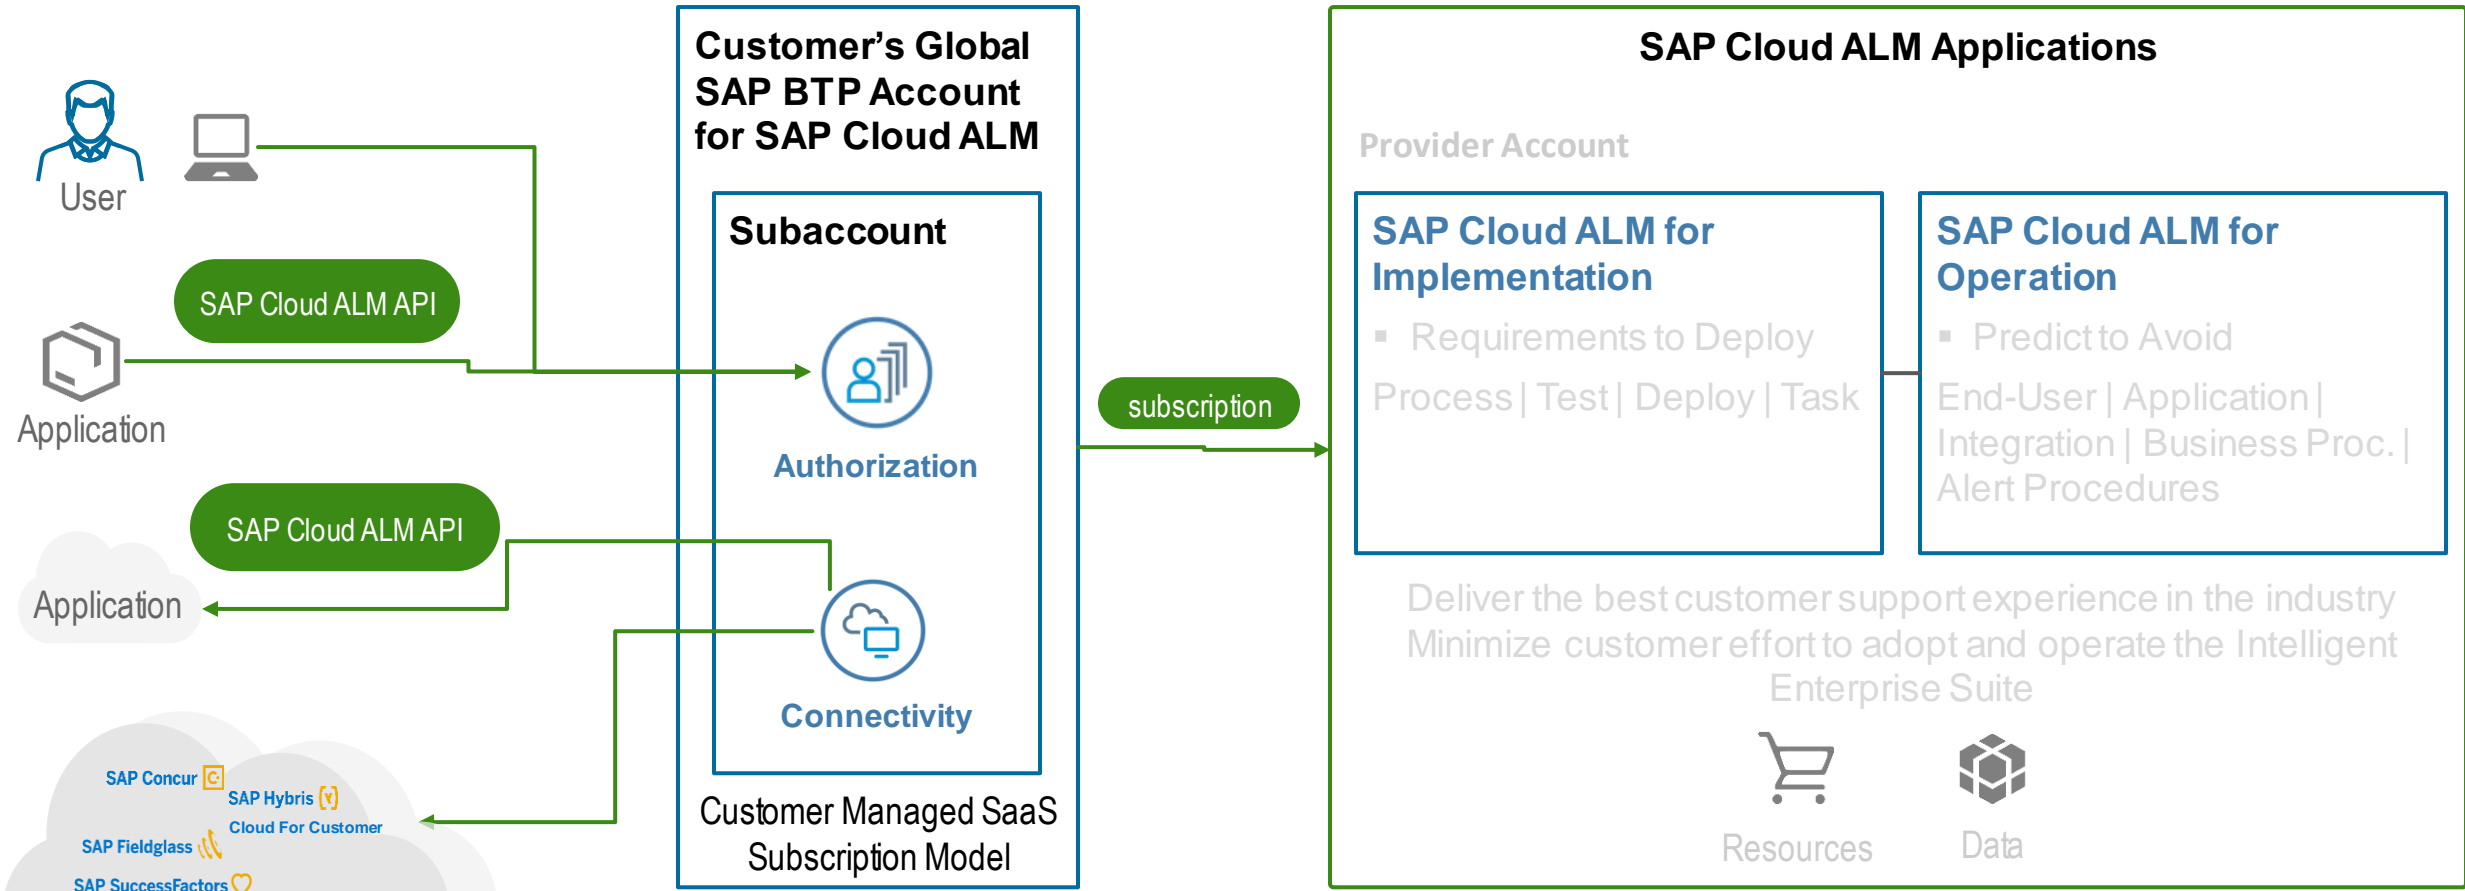 User
SAP Cloud ALM API
Application
SAP Cloud ALM API
Application
SAP Concur
SAP Hybris
Cloud For Customer
SAP Fieldglass
SAP SuccessFactors
Customer’s Global
SAP BTP Account
for SAP Cloud ALM
Subaccount
Authorization
Connectivity
Customer Managed SaaS
Subscription Model
subscription
SAP Cloud ALM Applications
Provider Account
SAP Cloud ALM for
Implementation
▪ Requirements to Deploy
Process | Test | Deploy | Task
SAP Cloud ALM for
Operation
▪ Predict to Avoid
End-User | Application |
Integration | Business Proc. |
Alert Procedures
Deliver the best customer support experience in the industry
Minimize customer effort to adopt and operate the Intelligent
Enterprise Suite
Resources
Data